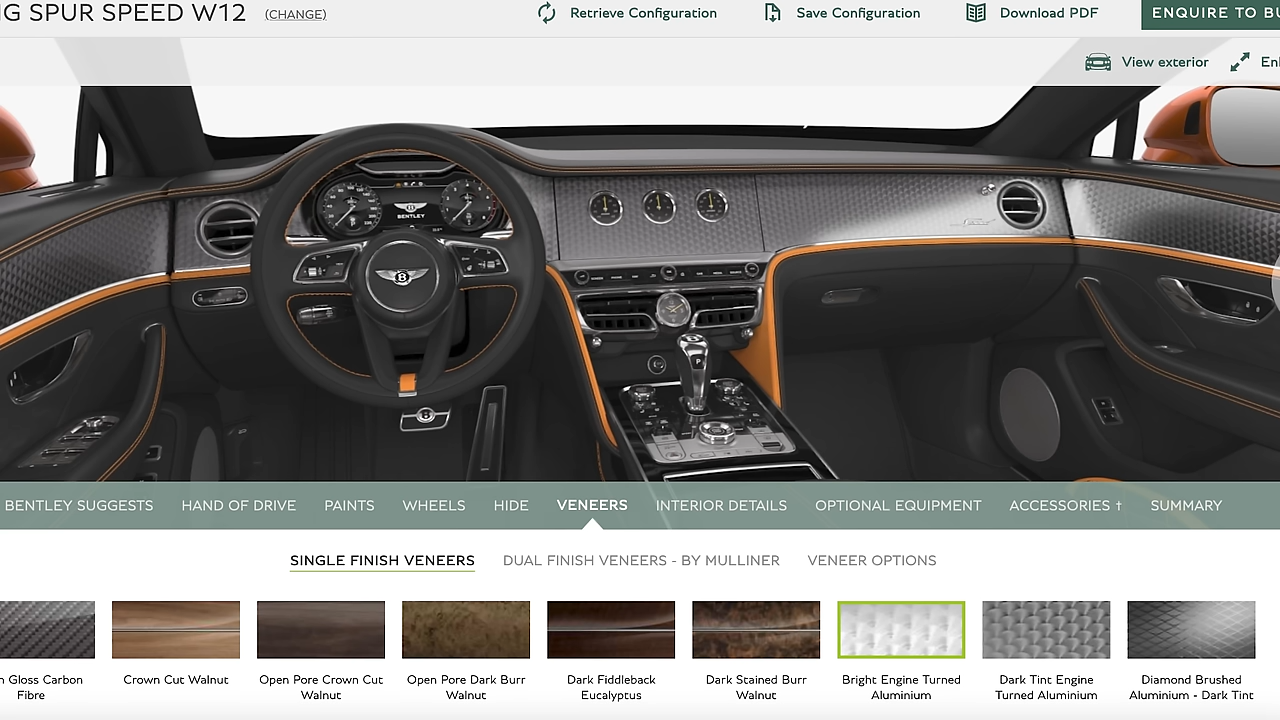 G SPUR SPEED W12 (CHANGE) Retrieve Configuration Save Configuration Download PDF ENQUIRE TO BU
View exterior Enl
BENTLEY
P
BENTLEY SUGGESTS HAND OF DRIVE PAINTS WHEELS HIDE VENEERS INTERIOR DETAILS OPTIONAL EQUIPMENT ACCESSORIES † SUMMARY
SINGLE FINISH VENEERS DUAL FINISH VENEERS - BY MULLINER VENEER OPTIONS
Gloss Carbon
Fibre
Crown Cut Walnut
Open Pore Crown Cut
Walnut
Open Pore Dark Burr
Walnut
Dark Fiddleback
Eucalyptus
Dark Stained Burr
Walnut
Bright Engine Turned
Aluminium
Dark Tint Engine
Turned Aluminium
Diamond Brushed
Aluminium - Dark Tint